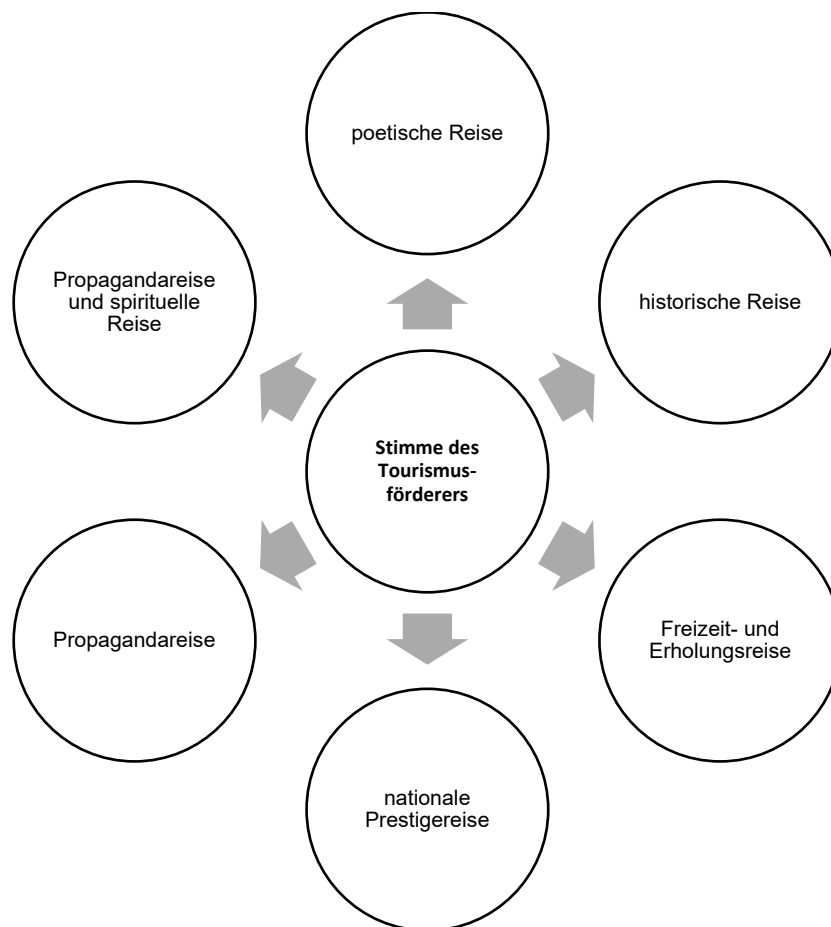 poetische Reise
Propagandareise
und spirituelle
Reise
historische Reise
Stimme des
Tourismus-
förderers
Propagandareise
Freizeit- und
Erholungsreise
nationale
Prestigereise